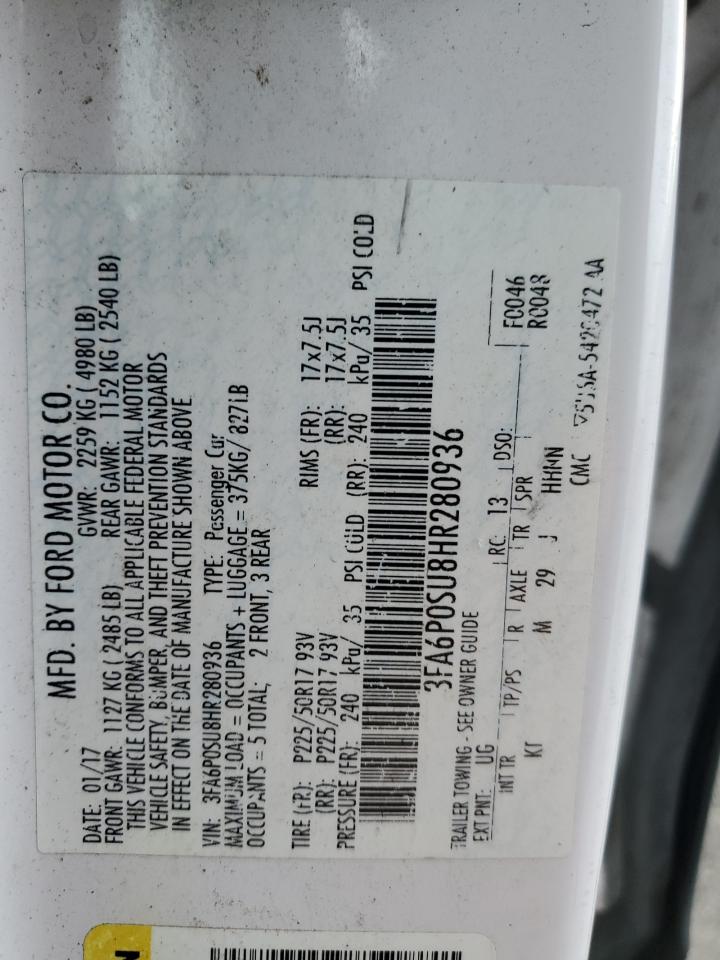 MFD. BY FORD MOTOR CO.
DATE: 01/17 GVWR: 2259 KG ( 4980 LB)
FRONT GAWR: 1127 KG ( 2485 LB) REAR GAWR: 1152 KG ( 2540 LB)
THIS VEHICLE CONFORMS TO ALL APPLICABLE FEDERAL MOTOR
VEHICLE SAFETY, BUMPER, AND THEFT PREVENTION STANDARDS
IN EFFECT ON THE DATE OF MANUFACTURE SHOWN ABOVE.
VIN: 3FA6P0SU8HR280936 TYPE: Passenger Car
MAXIMUM LOAD = OCCUPANTS + LUGGAGE = 375KG/ 827LB
OCCUPANTS = 5 TOTAL; 2 FRONT, 3 REAR
TIRE (FR): P225/50R17 93V RIMS (FR): 17x7.5J
(RR): P225/50R17 93V (RR): 17x7.5J
PRESSURE (FR): 240 kPa/ 35 PSI COLD (RR): 240 kPa/ 35 PSI COLD
3FA6P0SU8HR280936
TRAILER TOWING - SEE OWNER GUIDE
EXT PNT: UG RC: 13 DSO: F0046
R0048
INT TR TP/PS R AXLE TR SPR
KT M 29 J HHNN
CMC
N